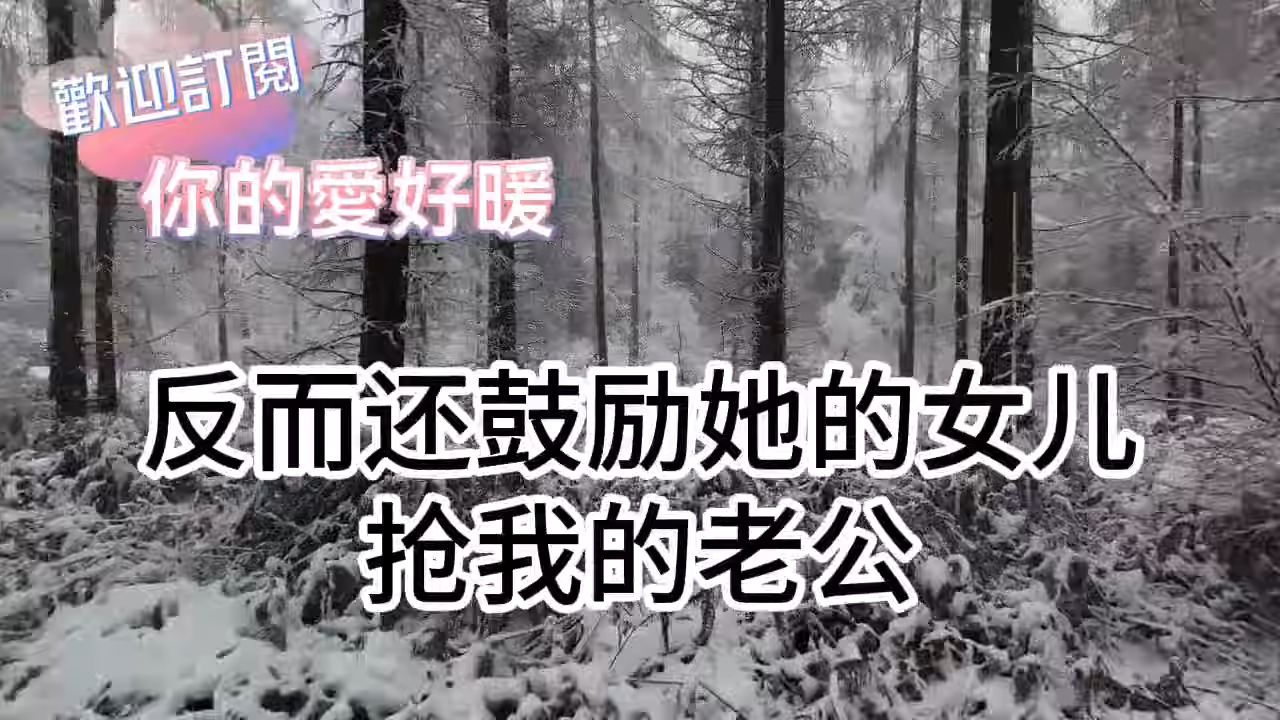 歡迎訂閱
你的愛好暖
反而还鼓励她的女儿
抢我的老公